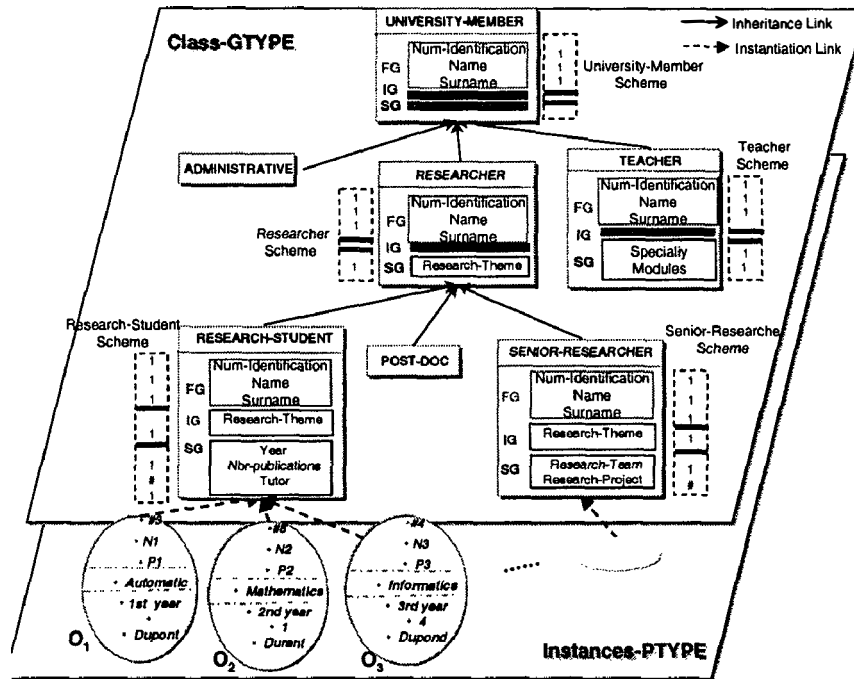 UNIVERSITY-MEMBER
Inheritance Link
Instantiation Link
Class-GTYPE
FG
Num-Identification
Name
Surname
IG
SG
1
1
1
University-Member
Scheme
ADMINISTRATIVE
RESEARCHER
FG
Num-Identification
Name
Surname
IG
SG
Research-Theme
Researcher
Scheme
1
1
1
1
TEACHER
FG
Num-Identification
Name
Surname
IG
SG
Specialty
Modules
Teacher
Scheme
1
1
1
1
1
Research-Student
Scheme
1
1
1
1
1
#
1
RESEARCH-STUDENT
FG
Num-Identification
Name
Surname
IG
Research-Theme
SG
Year
Nbr-publications
Tutor
POST-DOC
SENIOR-RESEARCHER
FG
Num-Identification
Name
Surname
IG
Research-Theme
SG
Research-Team
Research-Project
Senior-Researche
Scheme
1
1
1
1
1
#
N1
P1
Automatic
1st year
Dupont
O1
N2
P2
Mathematics
2nd year
1
Durant
O2
#4
N3
P3
Informatics
3rd year
4
Dupond
O3
Instances-PTYPE